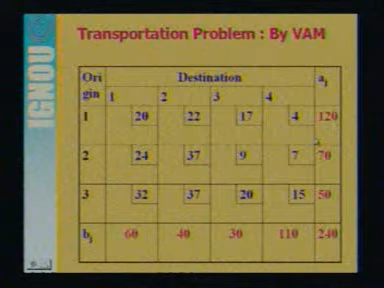 IGNOU
Transportation Problem : By VAM
Ori gin Destination ai
1 2 3 4
1 20 22 17 4 120
2 24 37 9 7 70
3 32 37 20 15 50
bj 60 40 30 110 240